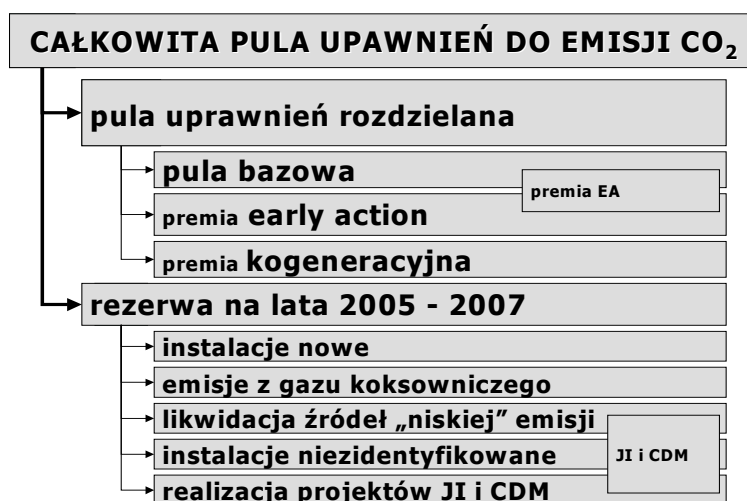 CAŁKOWITA PULA UPAWNIEŃ DO EMISJI CO₂
pula uprawnień rozdzielana
pula bazowa
premia EA
premia early action
premia kogeneracyjna
rezerwa na lata 2005 - 2007
instalacje nowe
emisje z gazu koksowniczego
likwidacja źródeł „niskiej” emisji
instalacje niezidentyfikowane
JI i CDM
realizacja projektów JI i CDM